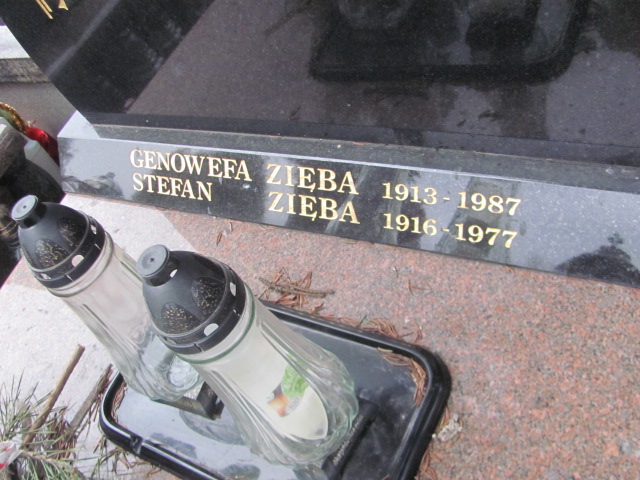 GENOWEFA ZIĘBA 1913-1987
STEFAN ZIĘBA 1916-1977